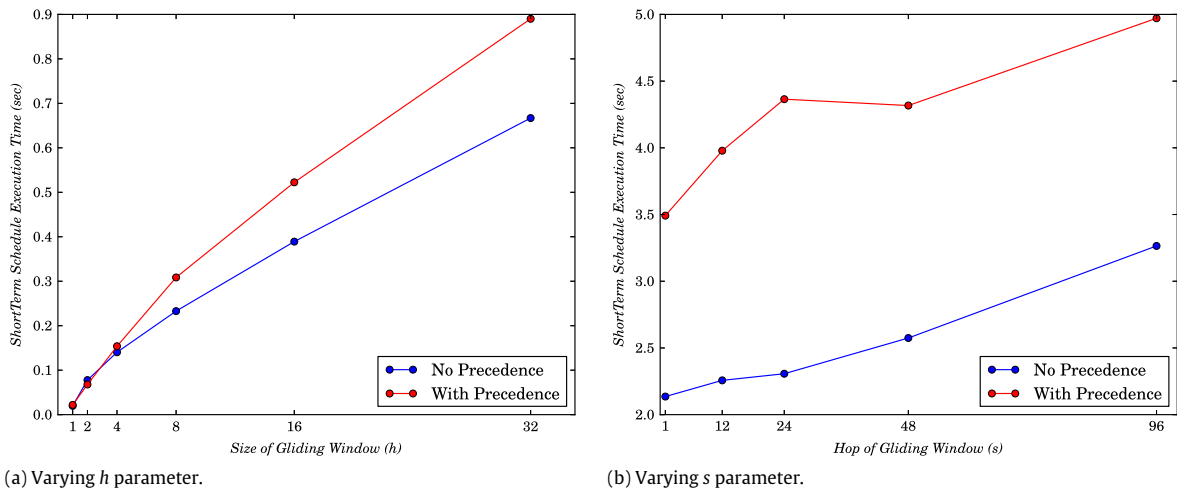 ShortTerm Schedule Execution Time (sec)
0.9
0.8
0.7
0.6
0.5
0.4
0.3
0.2
0.1
0.0
1 2 4 8 16 32
Size of Gliding Window (h)
No Precedence
With Precedence
(a) Varying h parameter.
ShortTerm Schedule Execution Time (sec)
5.0
4.5
4.0
3.5
3.0
2.5
2.0
1 12 24 48 96
Hop of Gliding Window (s)
No Precedence
With Precedence
(b) Varying s parameter.